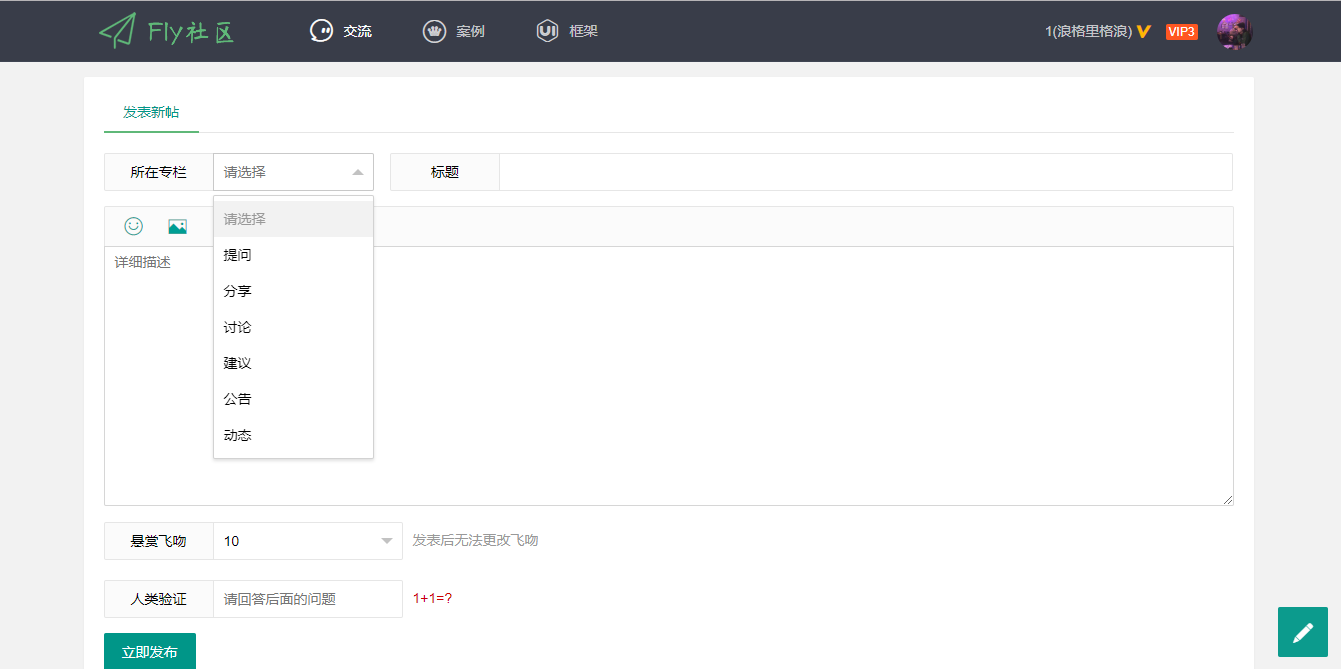 Fly社区 交流 案例 UI 框架 1(浪格里格浪) V VIP3
发表新帖
所在专栏 请选择 标题
请选择
提问
详细描述
分享
讨论
建议
公告
动态
悬赏飞吻 10 发表后无法更改飞吻
人类验证 请回答后面的问题 1+1=?
立即发布